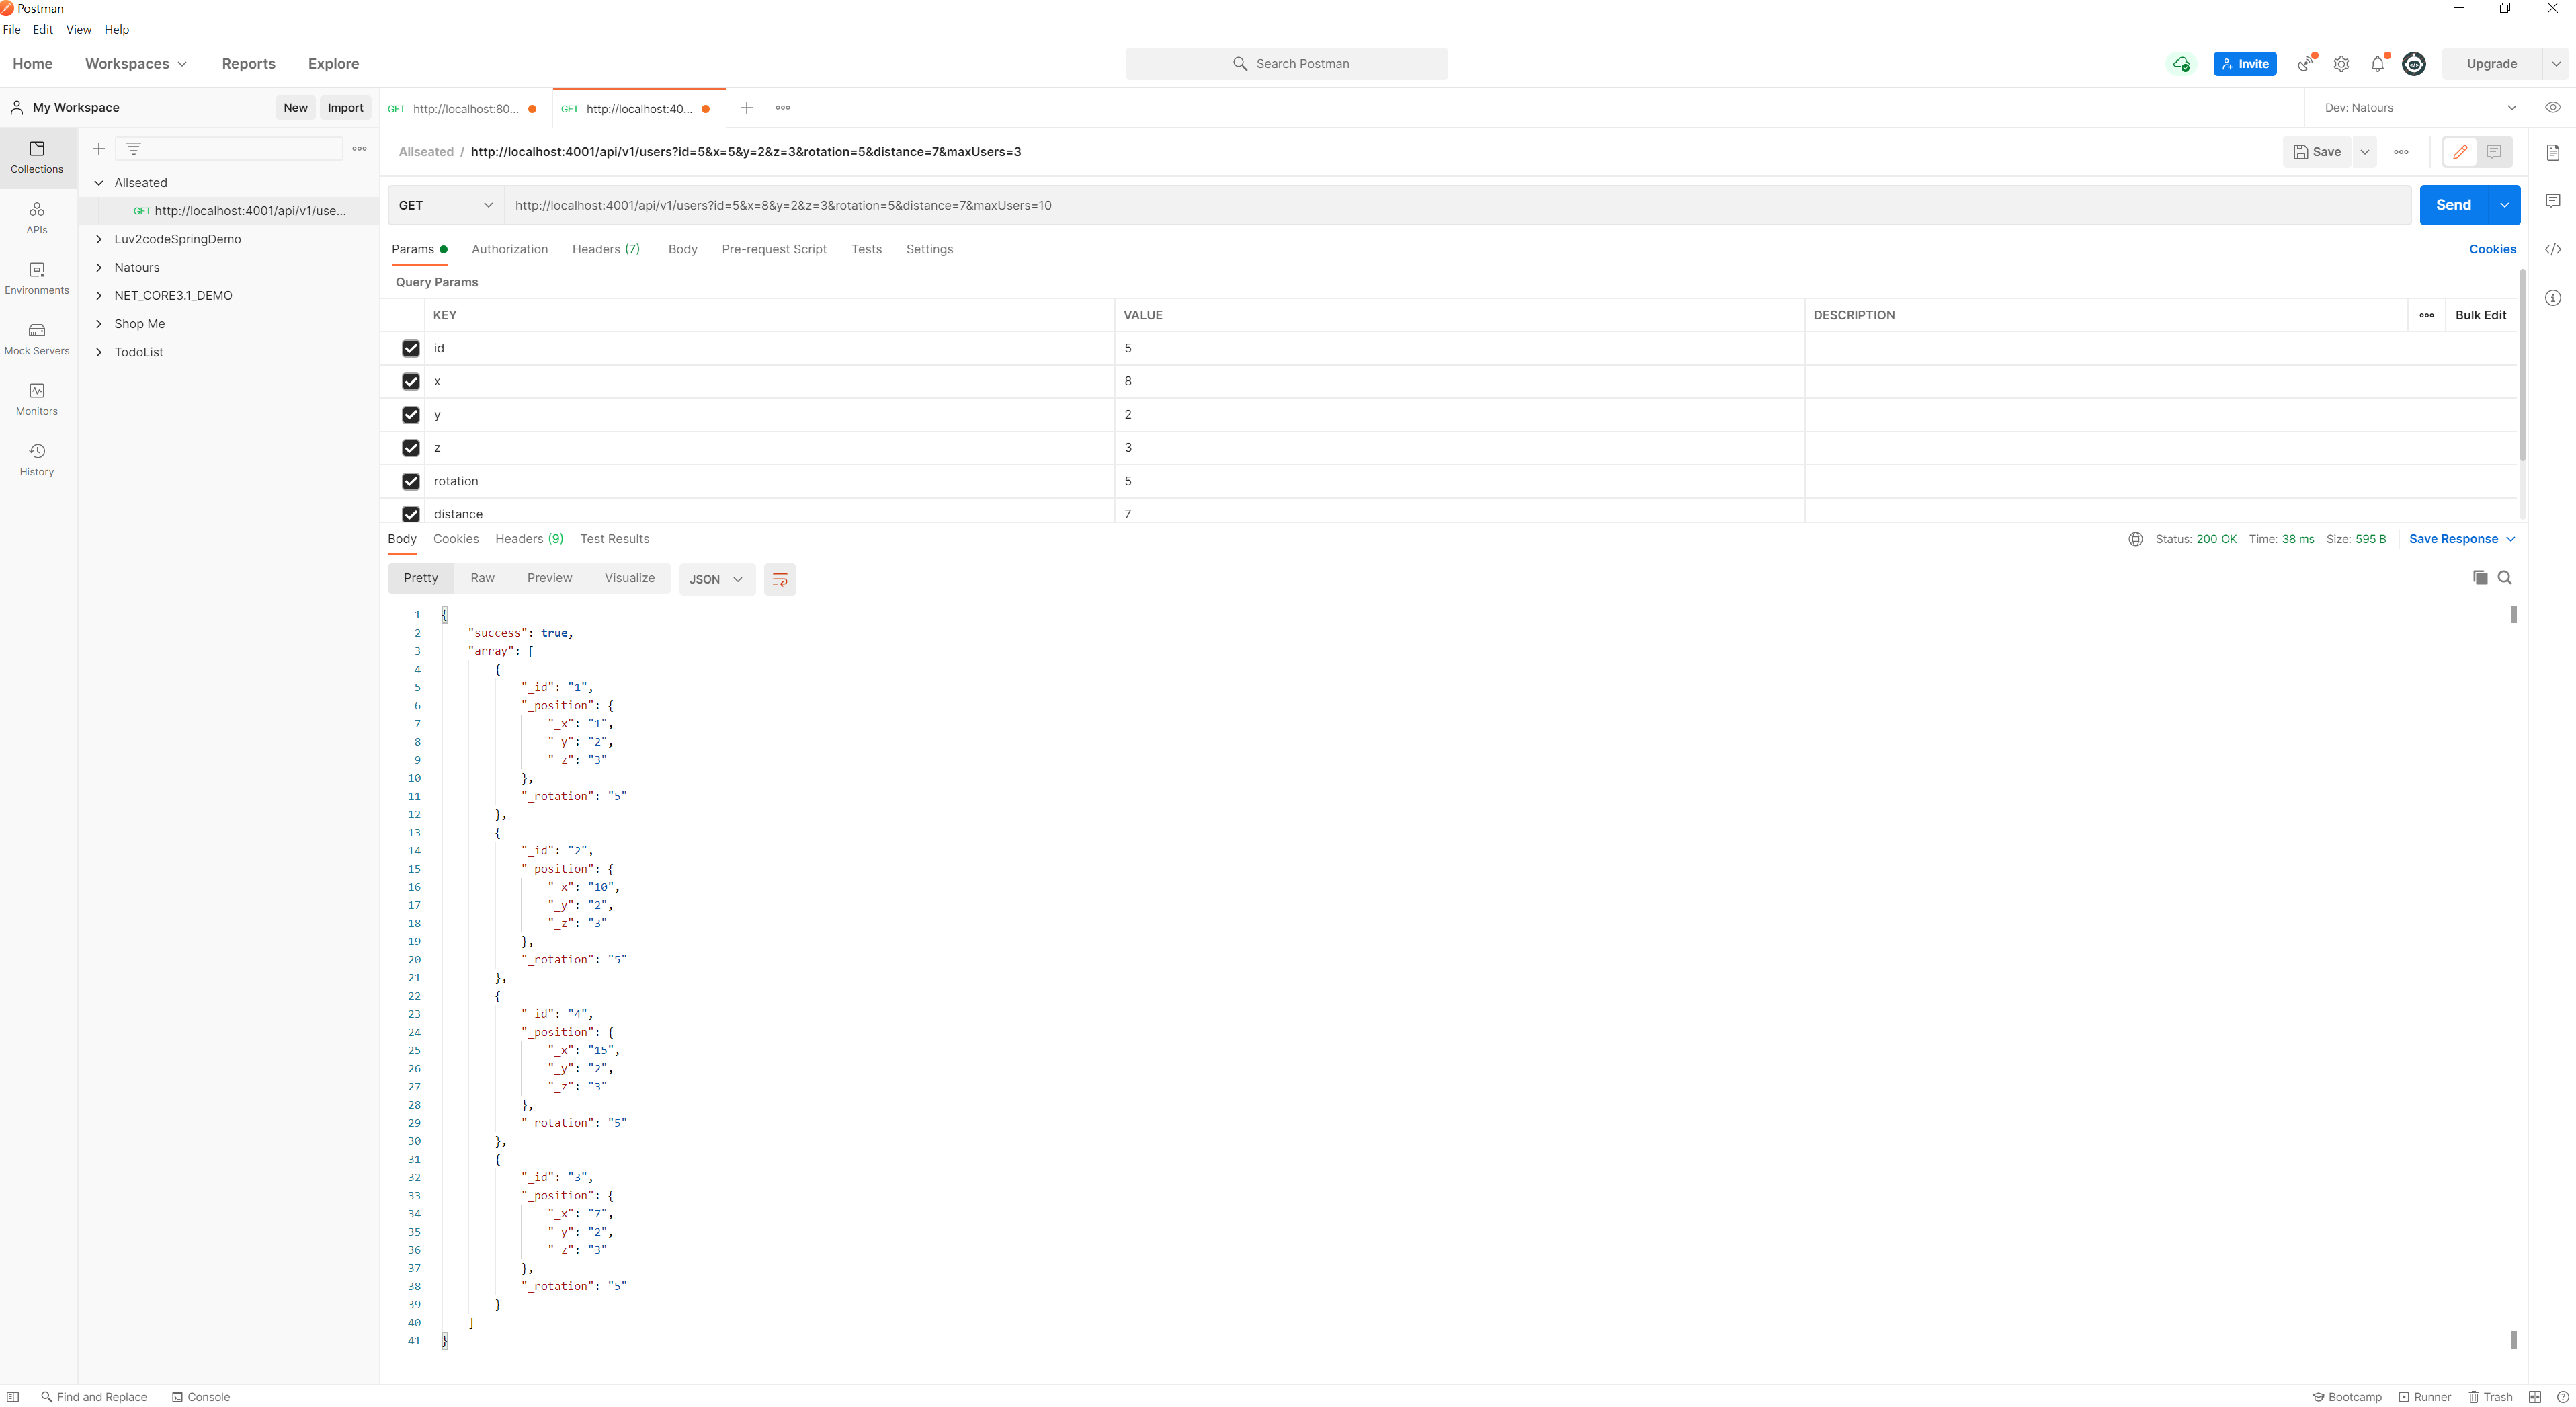 Postman
File Edit View Help
Home Workspaces Reports Explore Search Postman Invite Upgrade
My Workspace New Import GET http://localhost:80... GET http://localhost:40... Dev: Natours
Collections
APIs
Environments
Mock Servers
Monitors
History
Allseated
GET http://localhost:4001/api/v1/use...
Luv2codeSpringDemo
Natours
NET_CORE3.1_DEMO
Shop Me
TodoList
Allseated / http://localhost:4001/api/v1/users?id=5&x=5&y=2&z=3&rotation=5&distance=7&maxUsers=3 Save
GET http://localhost:4001/api/v1/users?id=5&x=8&y=2&z=3&rotation=5&distance=7&maxUsers=10 Send
Params Authorization Headers (7) Body Pre-request Script Tests Settings Cookies
Query Params
KEY VALUE DESCRIPTION Bulk Edit
id 5
x 8
y 2
z 3
rotation 5
distance 7
Body Cookies Headers (9) Test Results Status: 200 OK Time: 38 ms Size: 595 B Save Response
Pretty Raw Preview Visualize JSON
1 {
2 "success": true,
3 "array": [
4 {
5 "_id": "1",
6 "_position": {
7 "_x": "1",
8 "_y": "2",
9 "_z": "3"
10 },
11 "_rotation": "5"
12 },
13 {
14 "_id": "2",
15 "_position": {
16 "_x": "10",
17 "_y": "2",
18 "_z": "3"
19 },
20 "_rotation": "5"
21 },
22 {
23 "_id": "4",
24 "_position": {
25 "_x": "15",
26 "_y": "2",
27 "_z": "3"
28 },
29 "_rotation": "5"
30 },
31 {
32 "_id": "3",
33 "_position": {
34 "_x": "7",
35 "_y": "2",
36 "_z": "3"
37 },
38 "_rotation": "5"
39 }
40 ]
41 }
Find and Replace Console Bootcamp Runner Trash